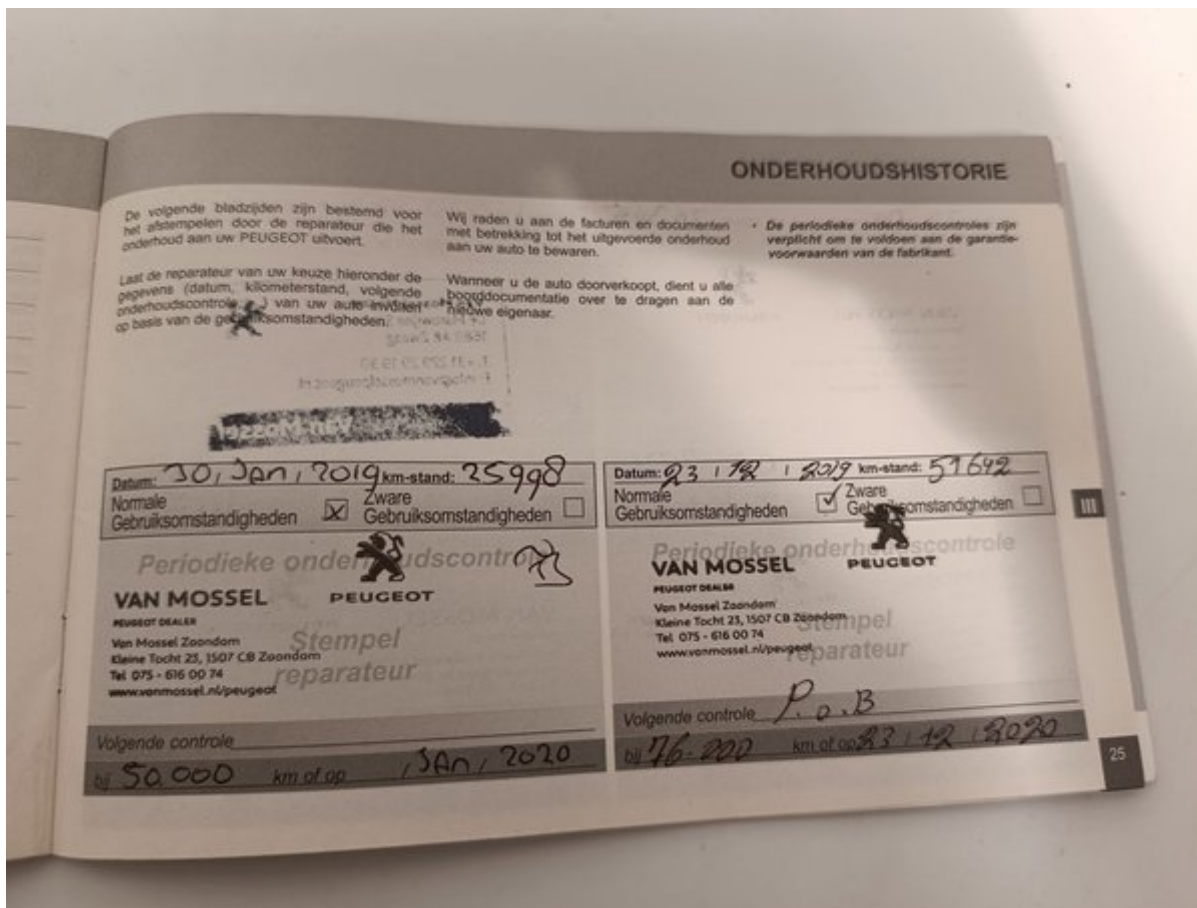 ONDERHOUDSHISTORIE
De volgende bladzijden zijn bestemd voor
het afstempelen door de reparateur die het
onderhoud aan uw PEUGEOT uitvoert.
Laat de reparateur van uw keuze hieronder de
gegevens (datum, kilometerstand, volgende
onderhoudscontrole, ...) van uw auto invullen
op basis van de gebruiksomstandigheden.
Wij raden u aan de facturen en documenten
met betrekking tot het uitgevoerde onderhoud
aan uw auto te bewaren.
Wanneer u de auto doorverkoopt, dient u alle
boorddocumentatie over te dragen aan de
nieuwe eigenaar.
• De periodieke onderhoudscontroles zijn
verplicht om te voldoen aan de garantie-
voorwaarden van de fabrikant.
Van Mossel
Datum: 30, Jan, 2019 km-stand: 25998
Normale Gebruiksomstandigheden X Zware Gebruiksomstandigheden
Periodieke onderhoudscontrole
VAN MOSSEL PEUGEOT
PEUGEOT DEALER
Van Mossel Zaandam
Kleine Tocht 23, 1507 CB Zaandam
Tel 075 - 616 00 74
www.vanmossel.nl/peugeot
Stempel
reparateur
Volgende controle
bij 50.000 km of op , JAn, 2020
Datum: 23 / 12 / 2019 km-stand: 51642
Normale Gebruiksomstandigheden Zware Gebruiksomstandigheden
Periodieke onderhoudscontrole
VAN MOSSEL PEUGEOT
PEUGEOT DEALER
Van Mossel Zaandam
Kleine Tocht 23, 1507 CB Zaandam
Tel 075 - 616 00 74
www.vanmossel.nl/peugeot
Stempel
reparateur
Volgende controle P.o.B
bij 76.000 km of op 23 / 12 / 2020
III
25